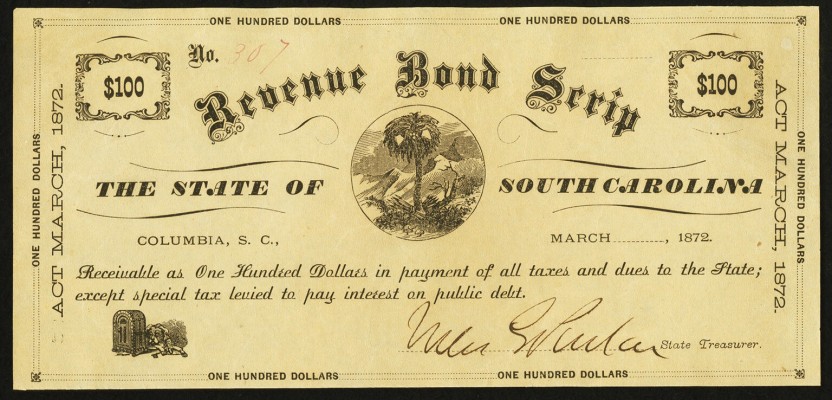 ONE HUNDRED DOLLARS ONE HUNDRED DOLLARS
No. 307
$100 $100
Revenue Bond Scrip
THE STATE OF SOUTH CAROLINA
COLUMBIA, S. C., MARCH ........, 1872.
Receivable as One Hundred Dollars in payment of all taxes and dues to the State;
except special tax levied to pay interest on public debt.
Niles G Parker State Treasurer.
ONE HUNDRED DOLLARS ONE HUNDRED DOLLARS
ONE HUNDRED DOLLARS
ACT MARCH, 1872.
ACT MARCH, 1872.
ONE HUNDRED DOLLARS